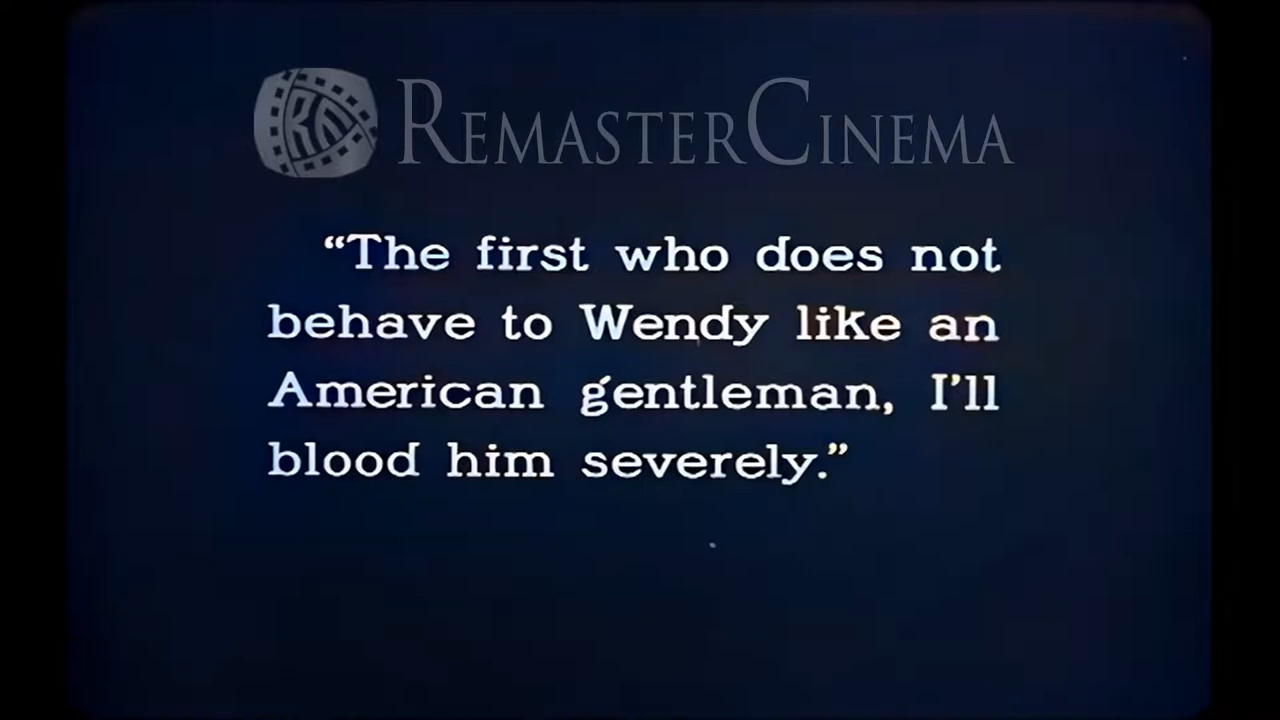 REMASTERCINEMA
“The first who does not
behave to Wendy like an
American gentleman, I’ll
blood him severely.”